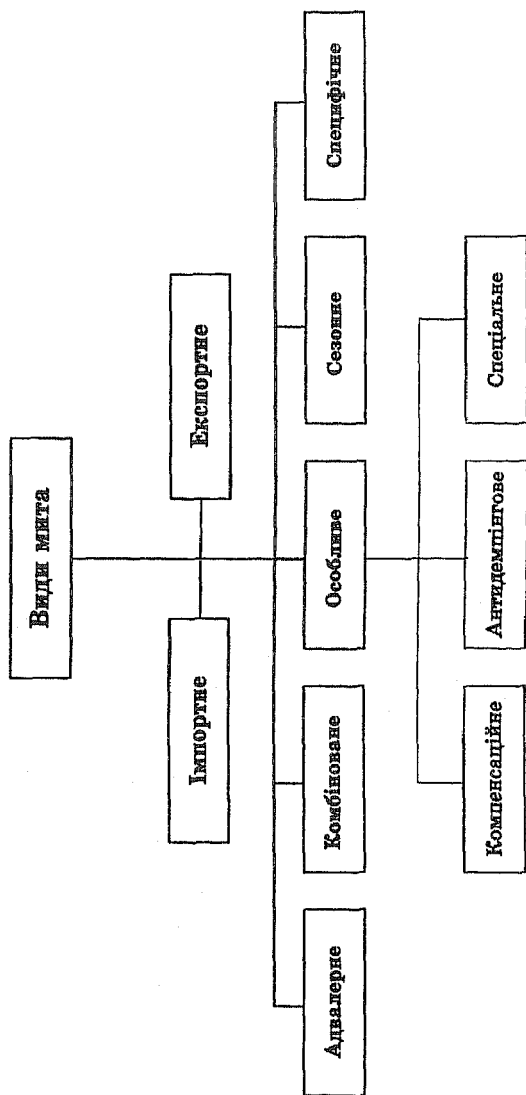 Види мита
Імпортне
Експортне
Адвалерне
Комбіноване
Особливе
Сезонне
Специфічне
Компенсаційне
Антидемпінгове
Спеціальне